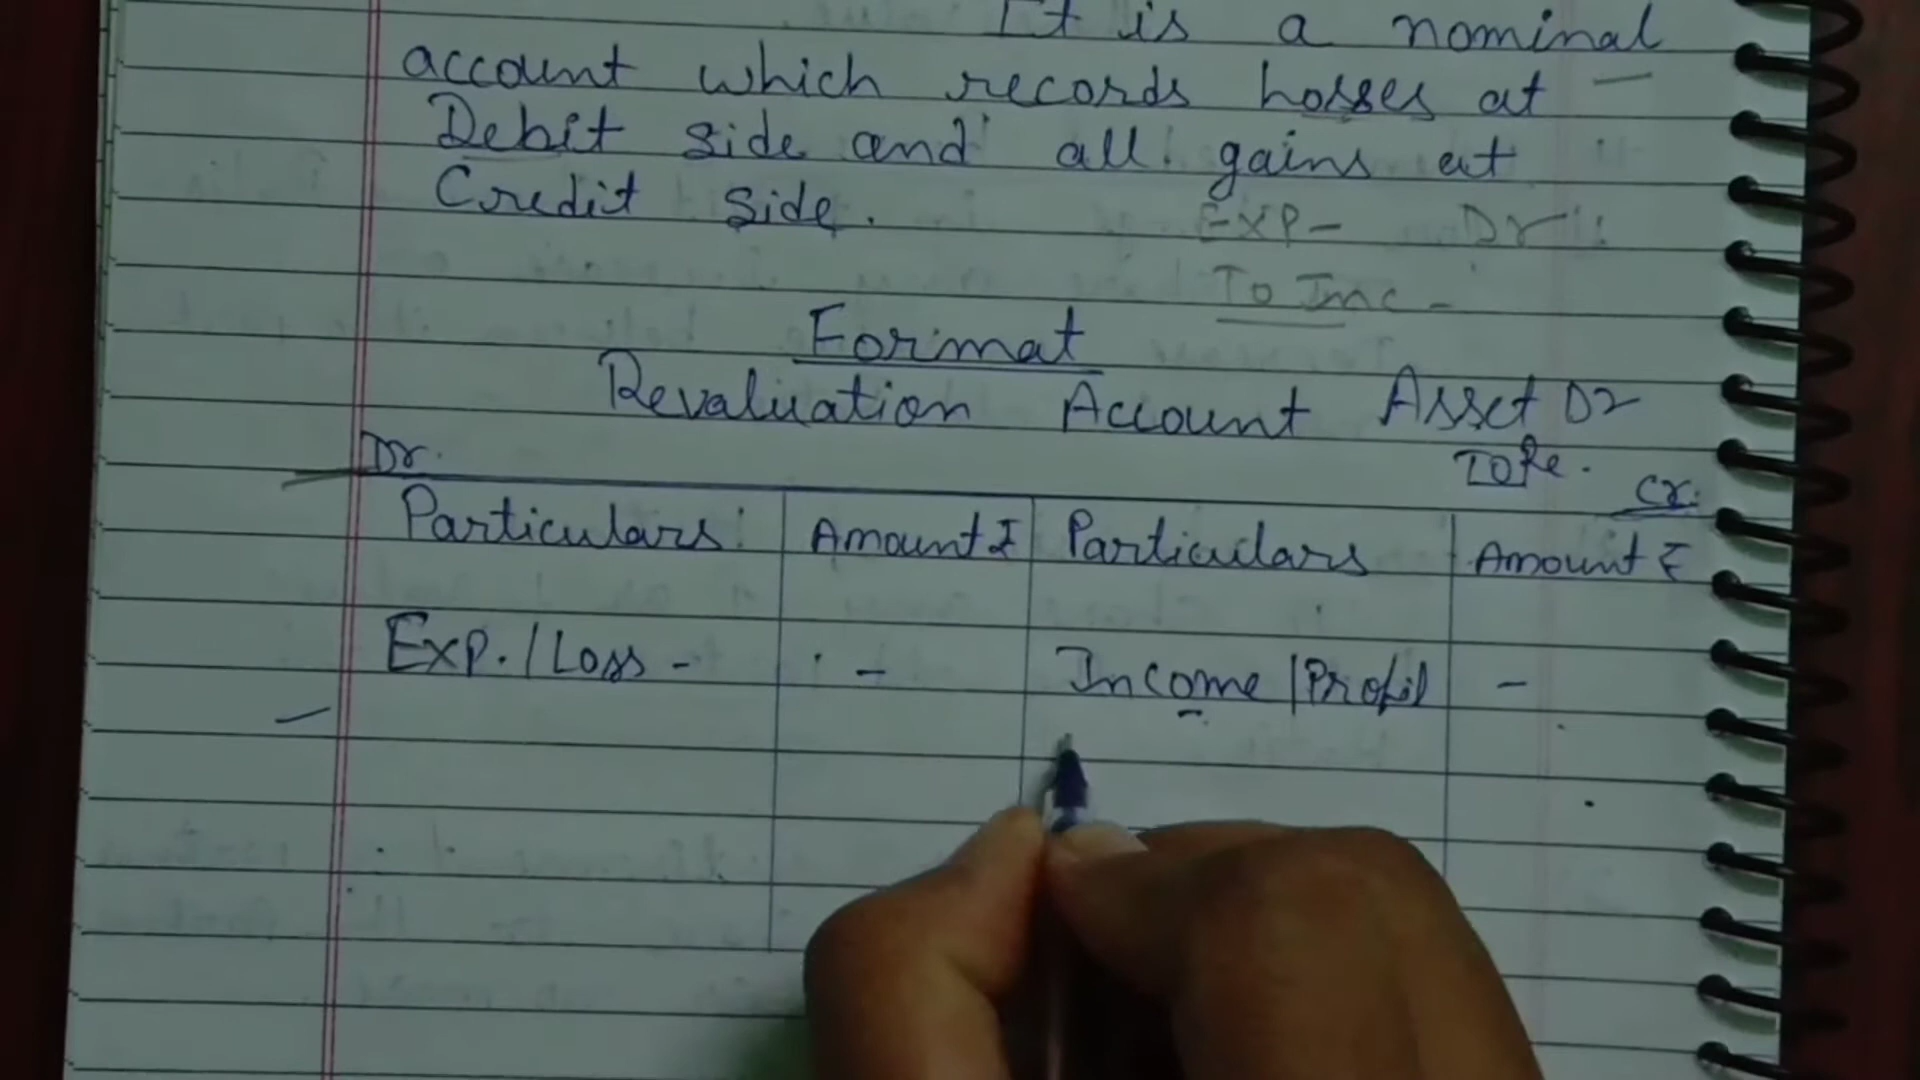 It is a nominal
account which records losses at
Debit side and all gains at
Credit side.
EXP- Dr
To Inc -
Format
Revaluation Account
Asset Dr
To Re.
Dr. Cr.
Particulars Amount ₹ Particulars Amount ₹
Exp./Loss - - Income/Profit -